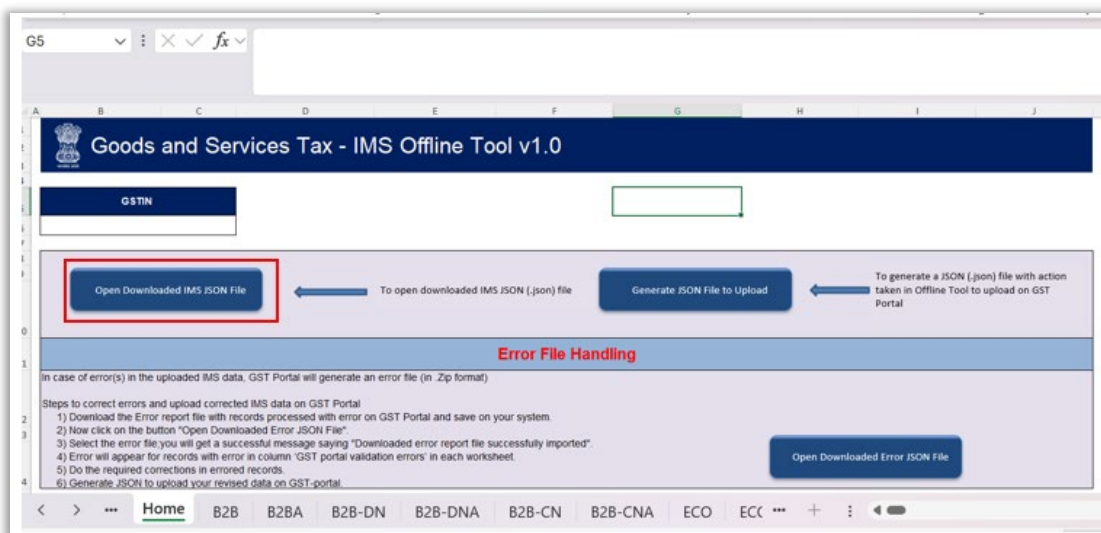 G5
fx
A B C D E F G H I J
Goods and Services Tax - IMS Offline Tool v1.0
GSTIN
Open Downloaded IMS JSON File
To open downloaded IMS JSON (.json) file
Generate JSON File to Upload
To generate a JSON (.json) file with action
taken in Offline Tool to upload on GST
Portal
Error File Handling
In case of error(s) in the uploaded IMS data, GST Portal will generate an error file (in .Zip format)
Steps to correct errors and upload corrected IMS data on GST Portal
1) Download the Error report file with records processed with error on GST Portal and save on your system.
2) Now click on the button "Open Downloaded Error JSON File".
3) Select the error file;you will get a successful message saying "Downloaded error report file successfully imported".
4) Error will appear for records with error in column 'GST portal validation errors' in each worksheet.
5) Do the required corrections in errored records.
6) Generate JSON to upload your revised data on GST-portal.
Open Downloaded Error JSON File
Home B2B B2BA B2B-DN B2B-DNA B2B-CN B2B-CNA ECO